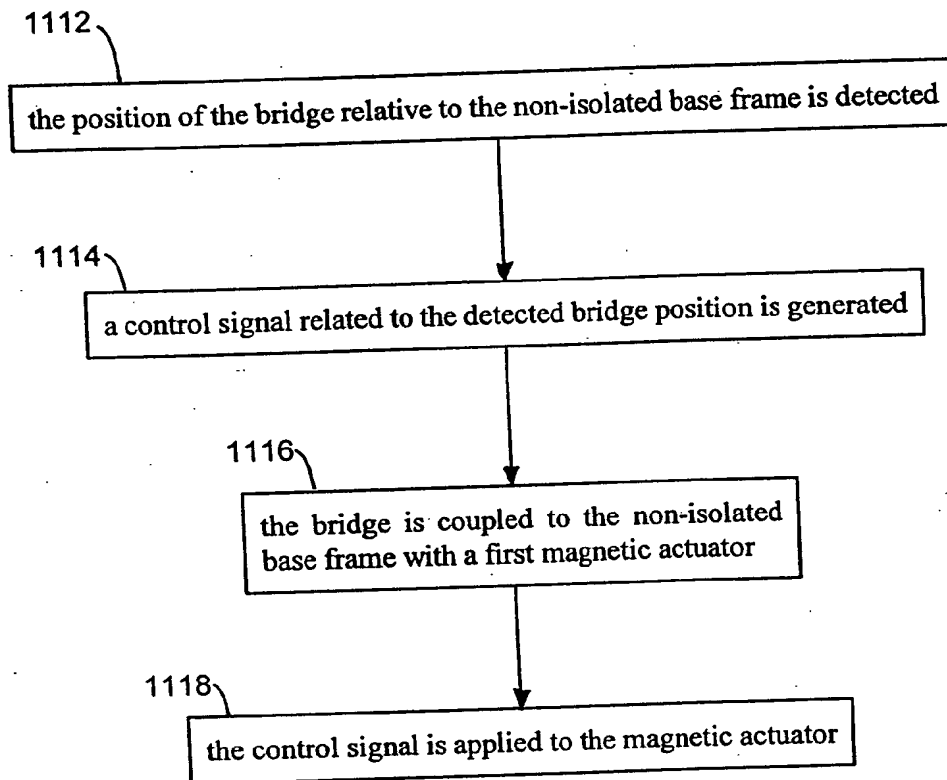 1112
the position of the bridge relative to the non-isolated base frame is detected
1114
a control signal related to the detected bridge position is generated
1116
the bridge is coupled to the non-isolated
base frame with a first magnetic actuator
1118
the control signal is applied to the magnetic actuator